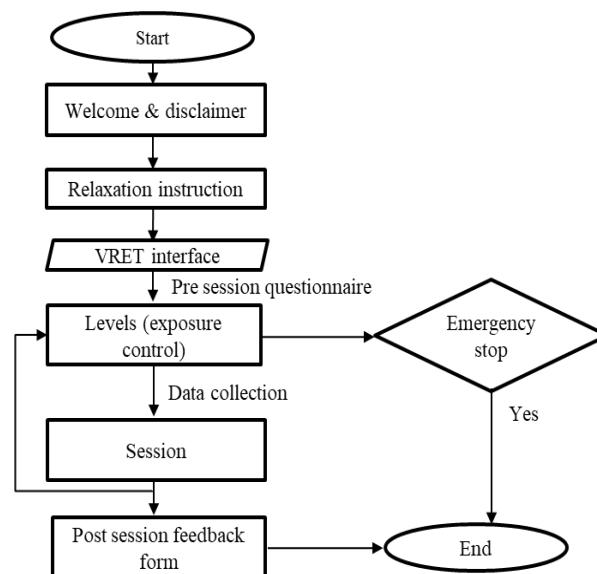 Start
Welcome & disclaimer
Relaxation instruction
VRET interface
Pre session questionnaire
Levels (exposure
control)
Emergency
stop
Data collection
Yes
Session
Post session feedback
form
End